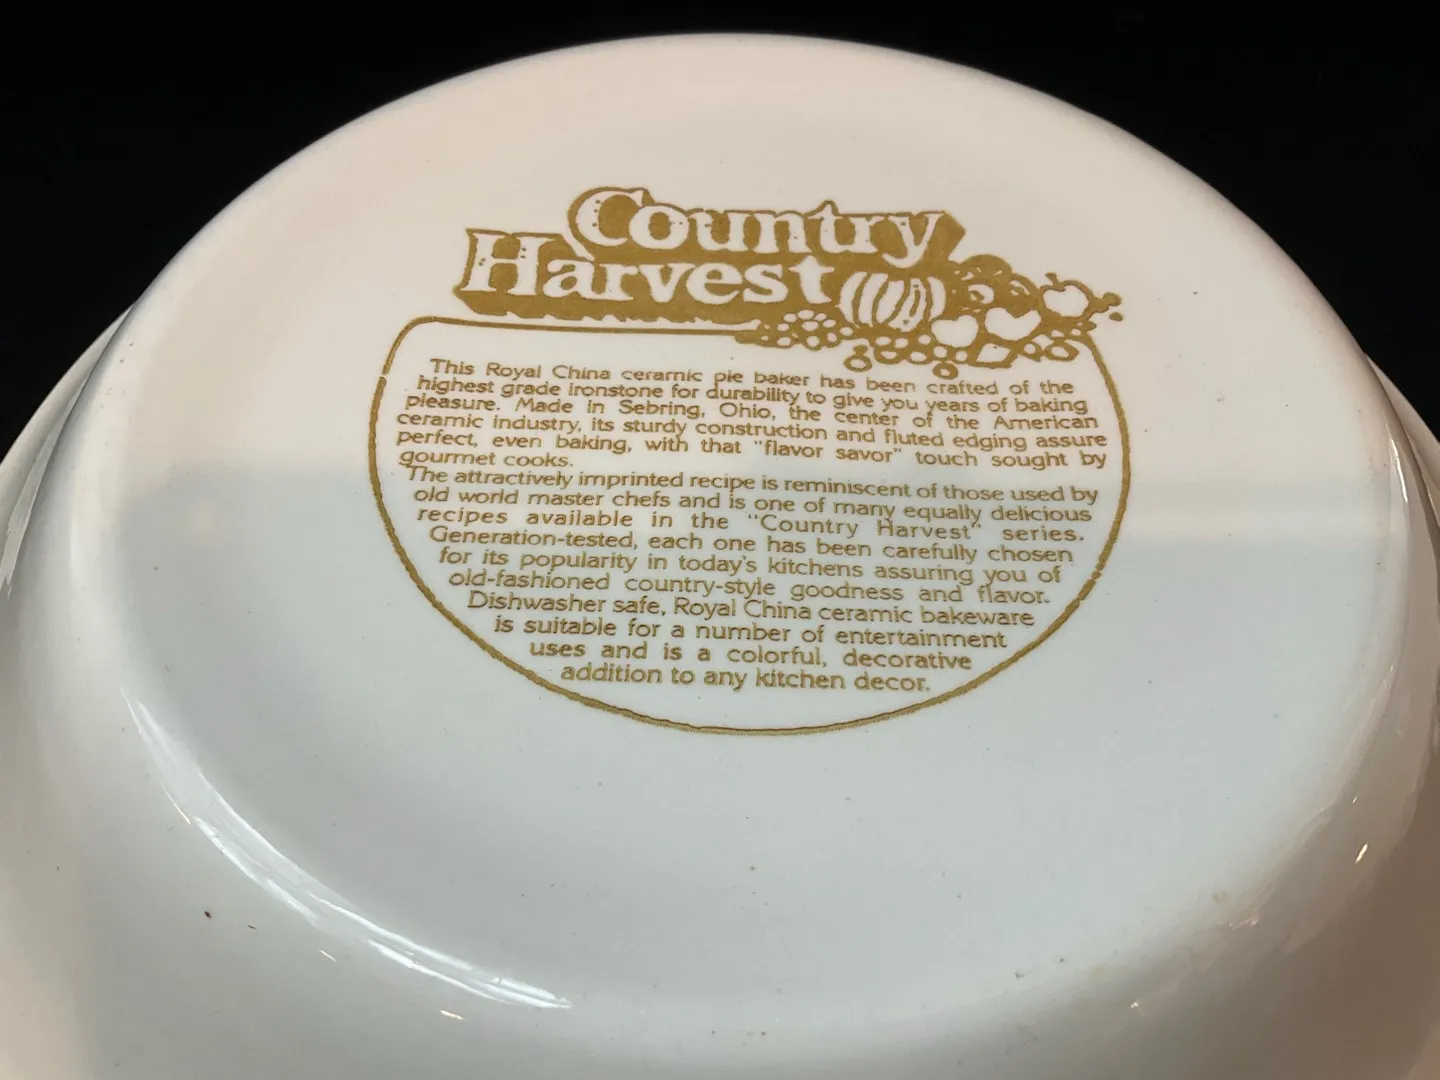 Country
Harvest
This Royal China ceramic pie baker has been crafted of the
highest grade ironstone for durability to give you years of baking
pleasure. Made in Sebring, Ohio, the center of the American
ceramic industry, its sturdy construction and fluted edging assure
perfect, even baking, with that "flavor savor" touch sought by
gourmet cooks.
The attractively imprinted recipe is reminiscent of those used by
old world master chefs and is one of many equally delicious
recipes available in the "Country Harvest" series.
Generation-tested, each one has been carefully chosen
for its popularity in today's kitchens assuring you of
old-fashioned country-style goodness and flavor.
Dishwasher safe, Royal China ceramic bakeware
is suitable for a number of entertainment
uses and is a colorful, decorative
addition to any kitchen decor.